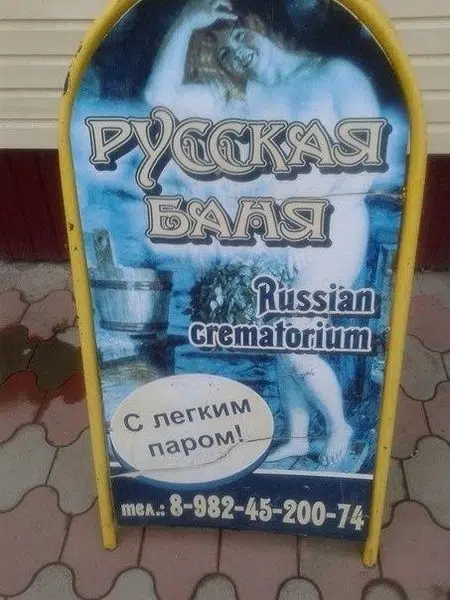 РУССКАЯ
БАНЯ
Russian
crematorium
С легким
паром!
тел.: 8-982-45-200-74